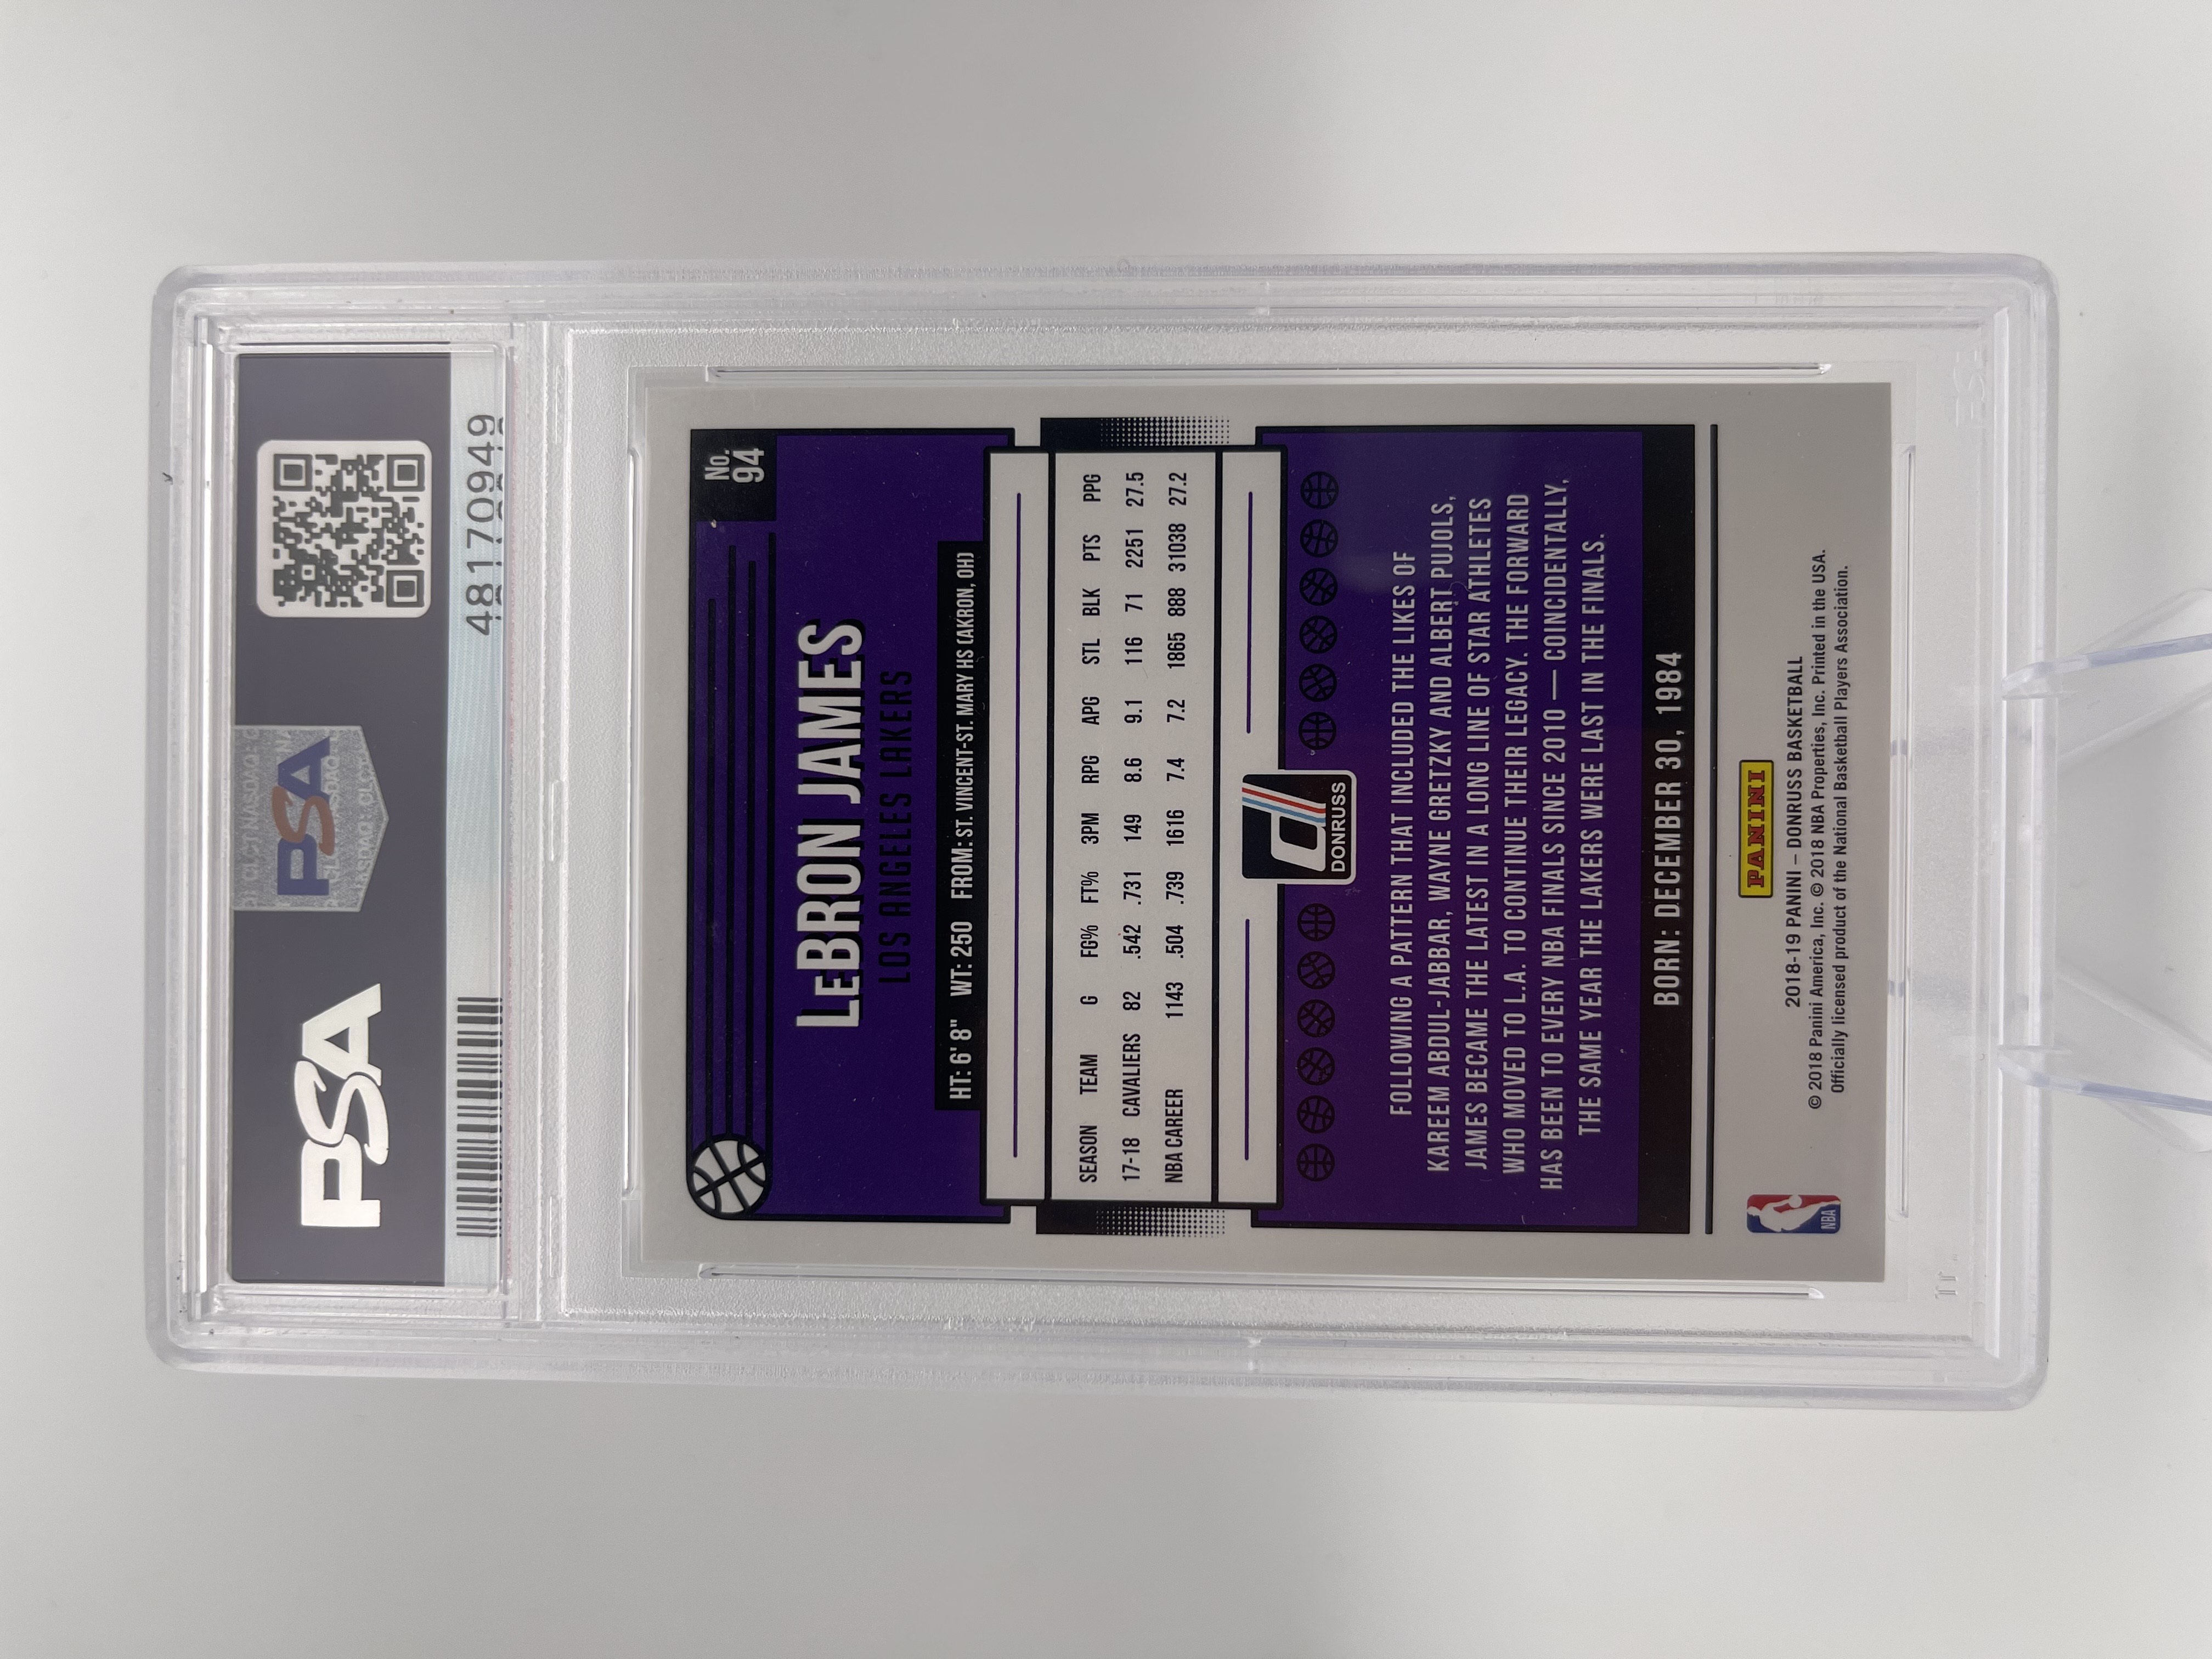 PSA
CLCT NASDAQ:
PSA
CLCT NASDAQ:
NASDAQ: CLCT
48170949
No.
94
LeBRON JAMES
LOS ANGELES LAKERS
HT: 6' 8" WT: 250 FROM: ST. VINCENT-ST. MARY HS (AKRON, OH)
SEASON TEAM G FG% FT% 3PM RPG APG STL BLK PTS PPG
17-18 CAVALIERS 82 .542 .731 149 8.6 9.1 116 71 2251 27.5
NBA CAREER 1143 .504 .739 1616 7.4 7.2 1865 888 31038 27.2
d
DONRUSS
FOLLOWING A PATTERN THAT INCLUDED THE LIKES OF
KAREEM ABDUL-JABBAR, WAYNE GRETZKY AND ALBERT PUJOLS,
JAMES BECAME THE LATEST IN A LONG LINE OF STAR ATHLETES
WHO MOVED TO L.A. TO CONTINUE THEIR LEGACY. THE FORWARD
HAS BEEN TO EVERY NBA FINALS SINCE 2010 — COINCIDENTALLY,
THE SAME YEAR THE LAKERS WERE LAST IN THE FINALS.
BORN: DECEMBER 30, 1984
PANINI
NBA
2018-19 PANINI – DONRUSS BASKETBALL
© 2018 Panini America, Inc. © 2018 NBA Properties, Inc. Printed in the USA.
Officially licensed product of the National Basketball Players Association.
PSA